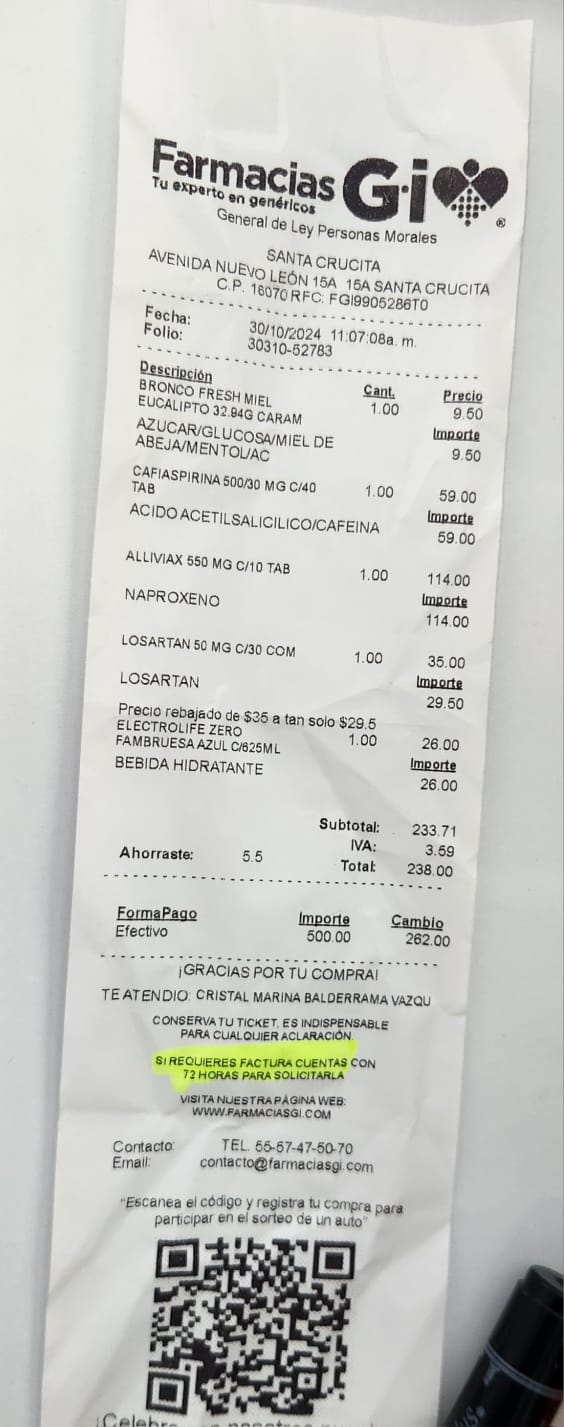 Farmacias Gi
Tu experto en genéricos
®
General de Ley Personas Morales
SANTA CRUCITA
AVENIDA NUEVO LEÓN 15A 15A SANTA CRUCITA
C.P. 16070 RFC: FGI9905286T0
Fecha: 30/10/2024 11:07:08a. m.
Folio: 30310-52783
Descripción Cant. Precio
BRONCO FRESH MIEL 1.00 9.50
EUCALIPTO 32.94G CARAM
AZUCAR/GLUCOSA/MIEL DE Importe
ABEJA/MENTOL/AC 9.50
CAFIASPIRINA 500/30 MG C/40 1.00 59.00
TAB
ACIDO ACETILSALICILICO/CAFEINA Importe
59.00
ALLIVIAX 550 MG C/10 TAB 1.00 114.00
NAPROXENO Importe
114.00
LOSARTAN 50 MG C/30 COM 1.00 35.00
LOSARTAN Importe
29.50
Precio rebajado de $35 a tan solo $29.5
ELECTROLIFE ZERO 1.00 26.00
FAMBRUESA AZUL C/625ML
BEBIDA HIDRATANTE Importe
26.00
Subtotal: 233.71
IVA: 3.59
Ahorraste: 5.5 Total: 238.00
FormaPago Importe Cambio
Efectivo 500.00 262.00
¡GRACIAS POR TU COMPRA!
TE ATENDIO: CRISTAL MARINA BALDERRAMA VAZQU
CONSERVA TU TICKET, ES INDISPENSABLE
PARA CUALQUIER ACLARACIÓN.
SI REQUIERES FACTURA CUENTAS CON
72 HORAS PARA SOLICITARLA
VISITA NUESTRA PÁGINA WEB:
WWW.FARMACIASGI.COM
Contacto: TEL. 55-57-47-50-70
Email: contacto@farmaciasgi.com
"Escanea el código y registra tu compra para
participar en el sorteo de un auto"